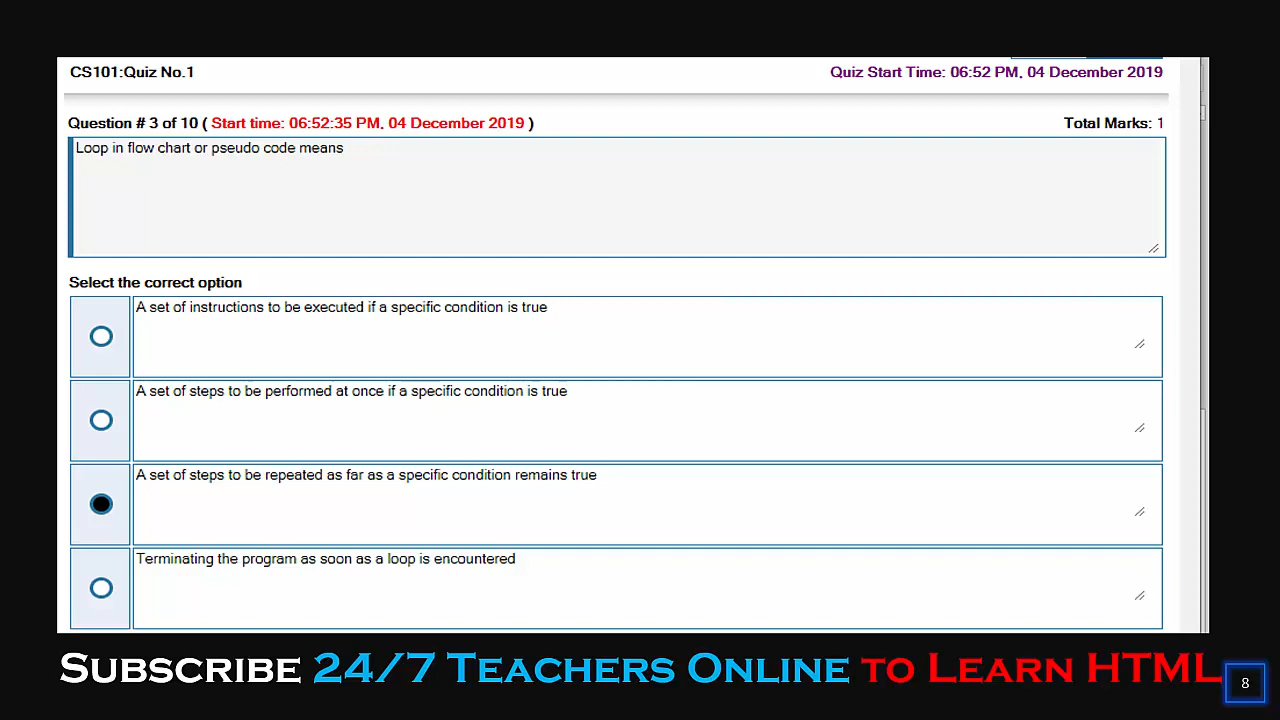 CS101:Quiz No.1
Quiz Start Time: 06:52 PM, 04 December 2019
Question # 3 of 10 ( Start time: 06:52:35 PM, 04 December 2019 )
Total Marks: 1
Loop in flow chart or pseudo code means
Select the correct option
A set of instructions to be executed if a specific condition is true
A set of steps to be performed at once if a specific condition is true
A set of steps to be repeated as far as a specific condition remains true
Terminating the program as soon as a loop is encountered
Subscribe 24/7 Teachers Online to Learn HTML
8